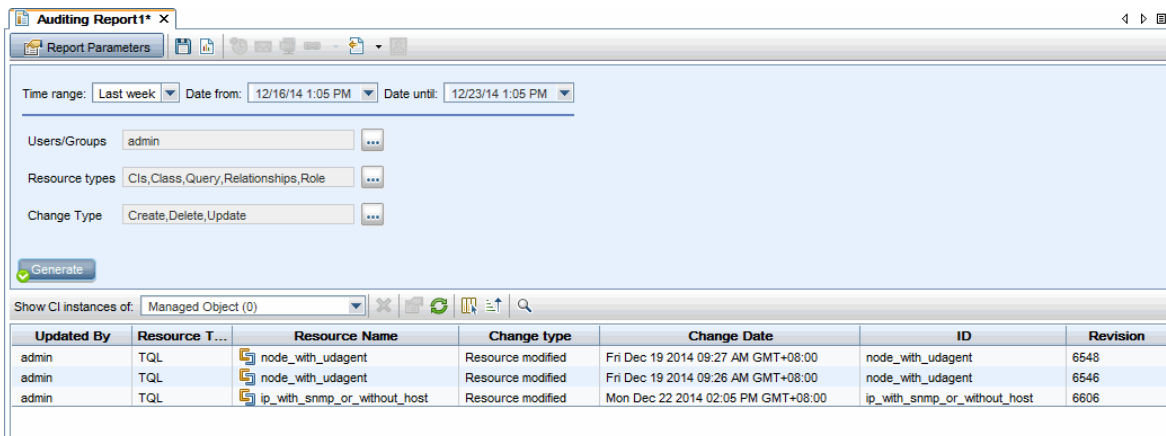 Auditing Report1* X
Report Parameters
Time range: Last week Date from: 12/16/14 1:05 PM Date until: 12/23/14 1:05 PM
Users/Groups admin ...
Resource types CIs,Class,Query,Relationships,Role ...
Change Type Create,Delete,Update ...
Generate
Show CI instances of: Managed Object (0)
Updated By Resource T... Resource Name Change type Change Date ID Revision
admin TQL node_with_udagent Resource modified Fri Dec 19 2014 09:27 AM GMT+08:00 node_with_udagent 6548
admin TQL node_with_udagent Resource modified Fri Dec 19 2014 09:26 AM GMT+08:00 node_with_udagent 6546
admin TQL ip_with_snmp_or_without_host Resource modified Mon Dec 22 2014 02:05 PM GMT+08:00 ip_with_snmp_or_without_host 6606